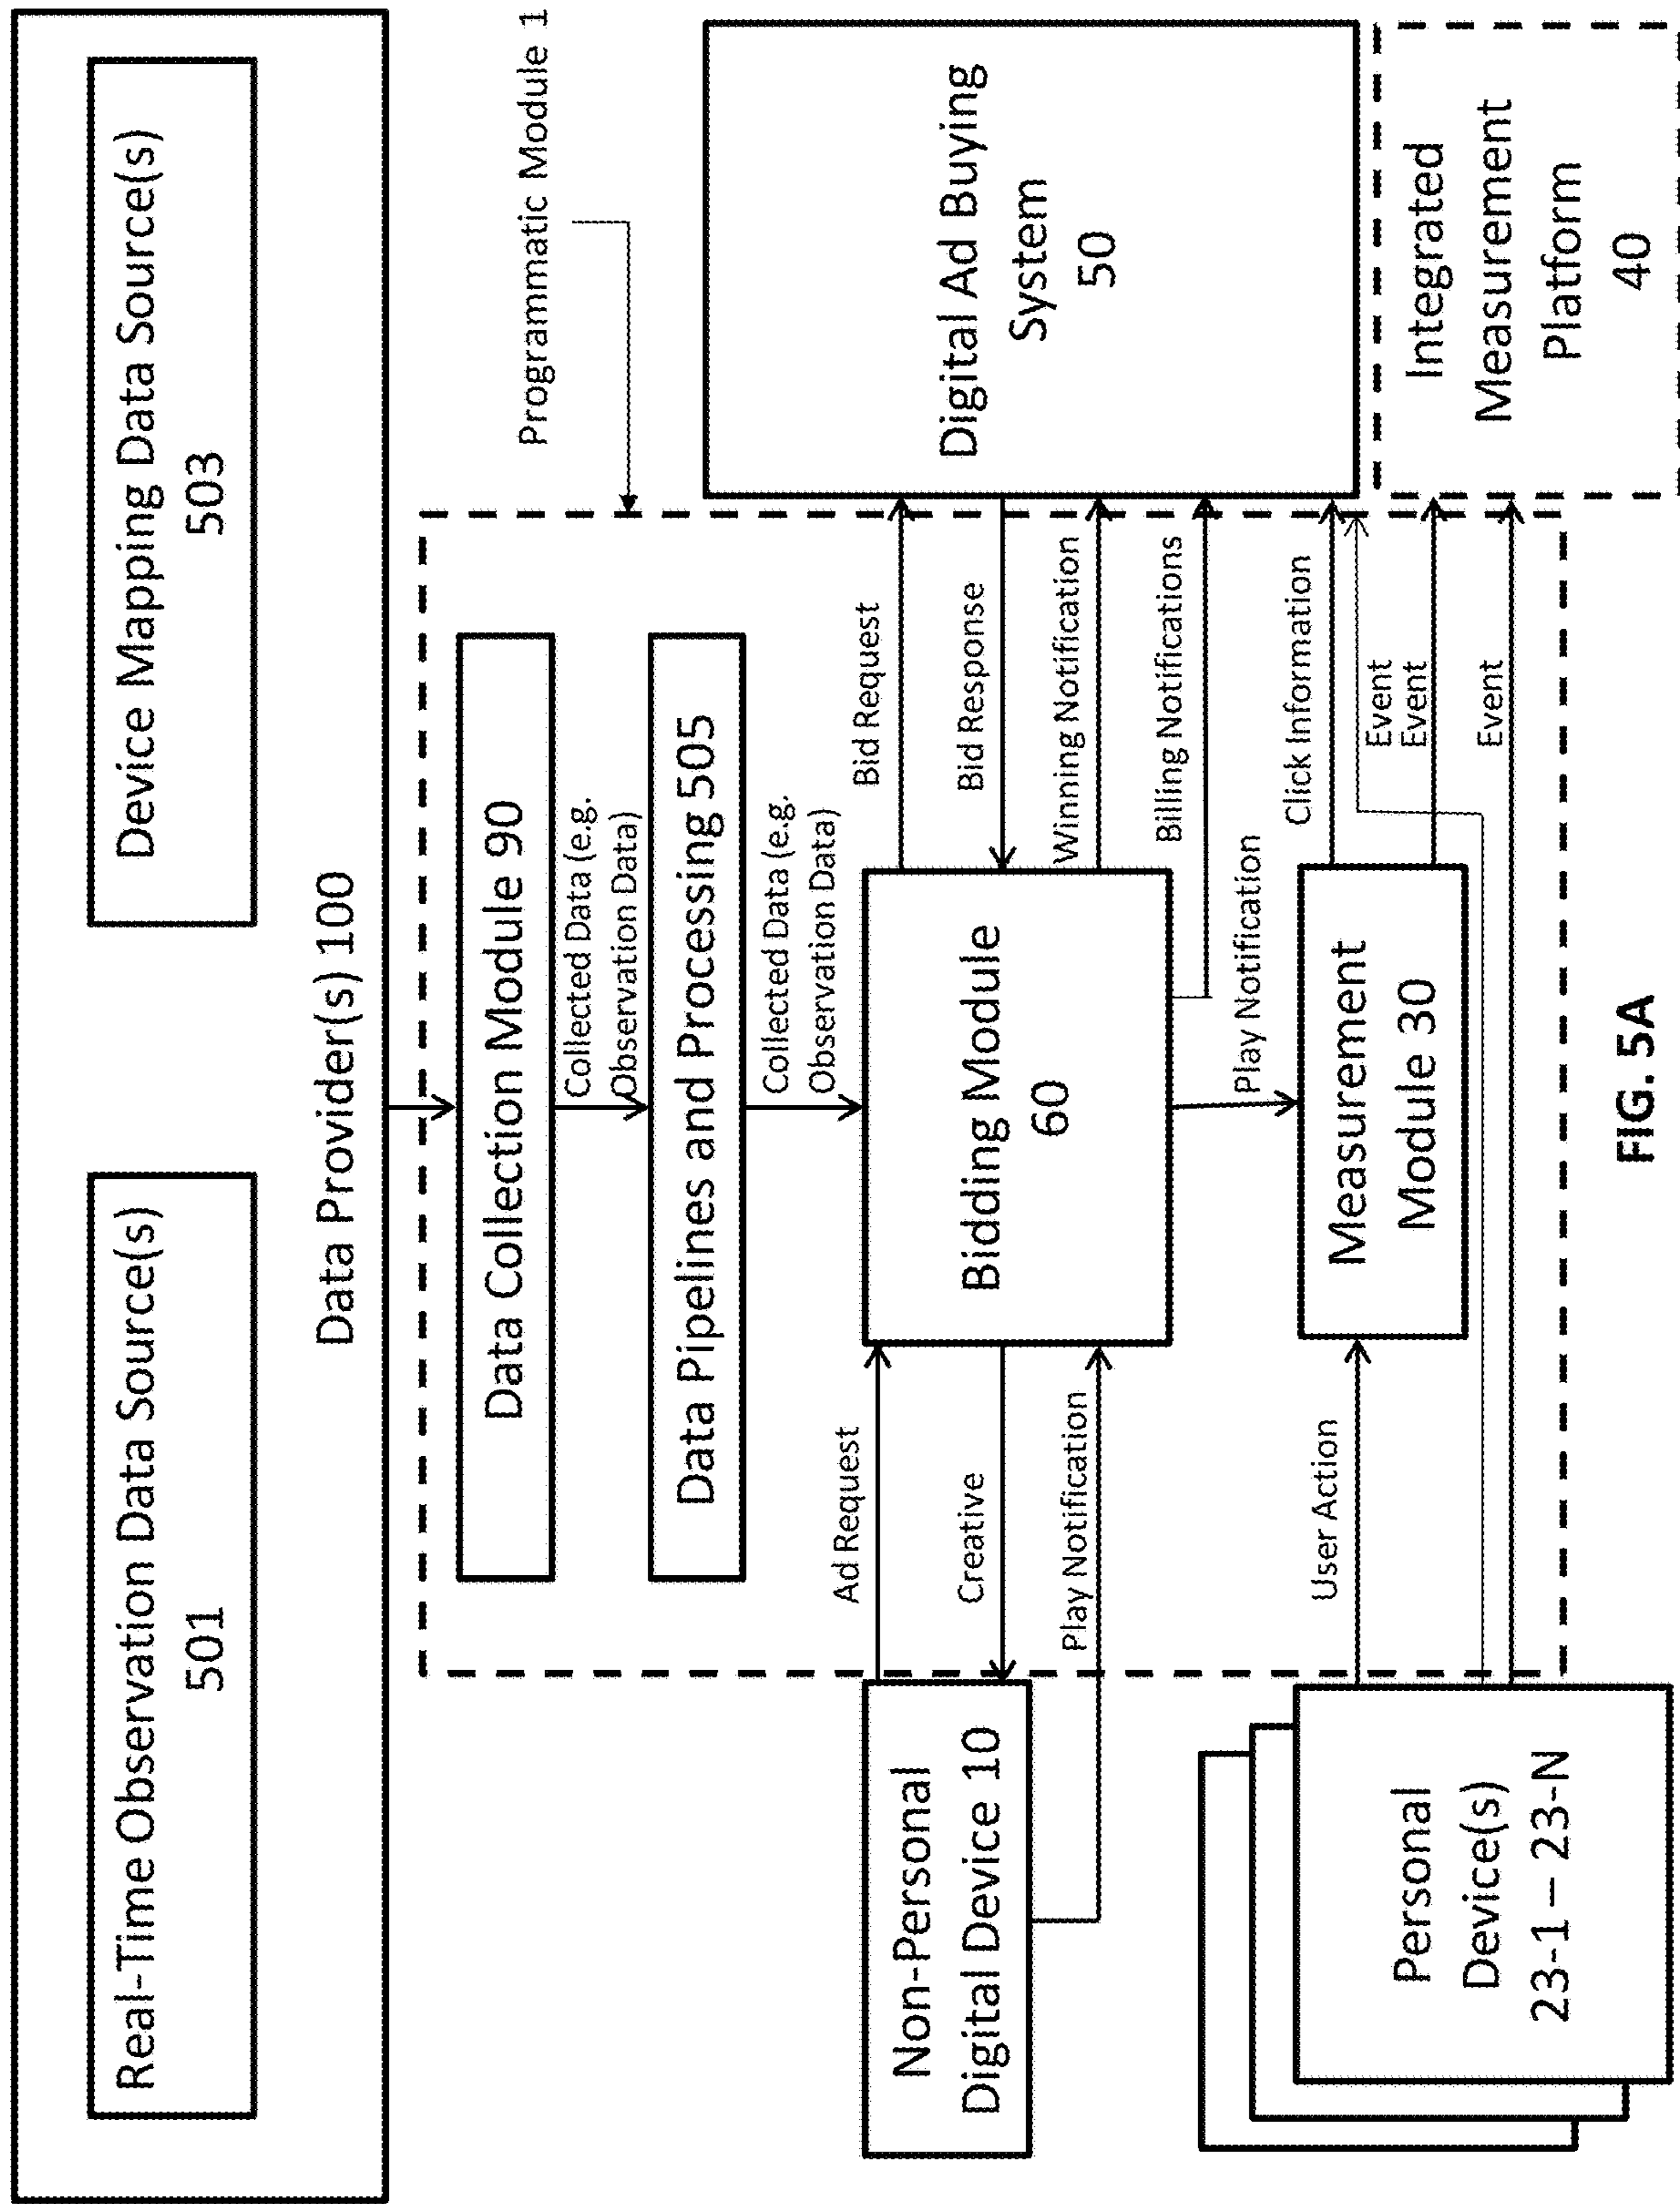 Real-Time Observation Data Source(s)
501
Device Mapping Data Source(s)
503
Data Provider(s) 100
Programmatic Module 1
Data Collection Module 90
Collected Data (e.g.
Observation Data)
Data Pipelines and Processing 505
Collected Data (e.g.
Observation Data)
Non-Personal
Digital Device 10
Ad Request
Creative
Play Notification
Bidding Module
60
Bid Request
Bid Response
Winning Notification
Billing Notifications
Digital Ad Buying
System
50
Play Notification
Personal
Device(s)
23-1 – 23-N
User Action
Measurement
Module 30
Click Information
Event
Event
Event
Integrated
Measurement
Platform
40
FIG. 5A